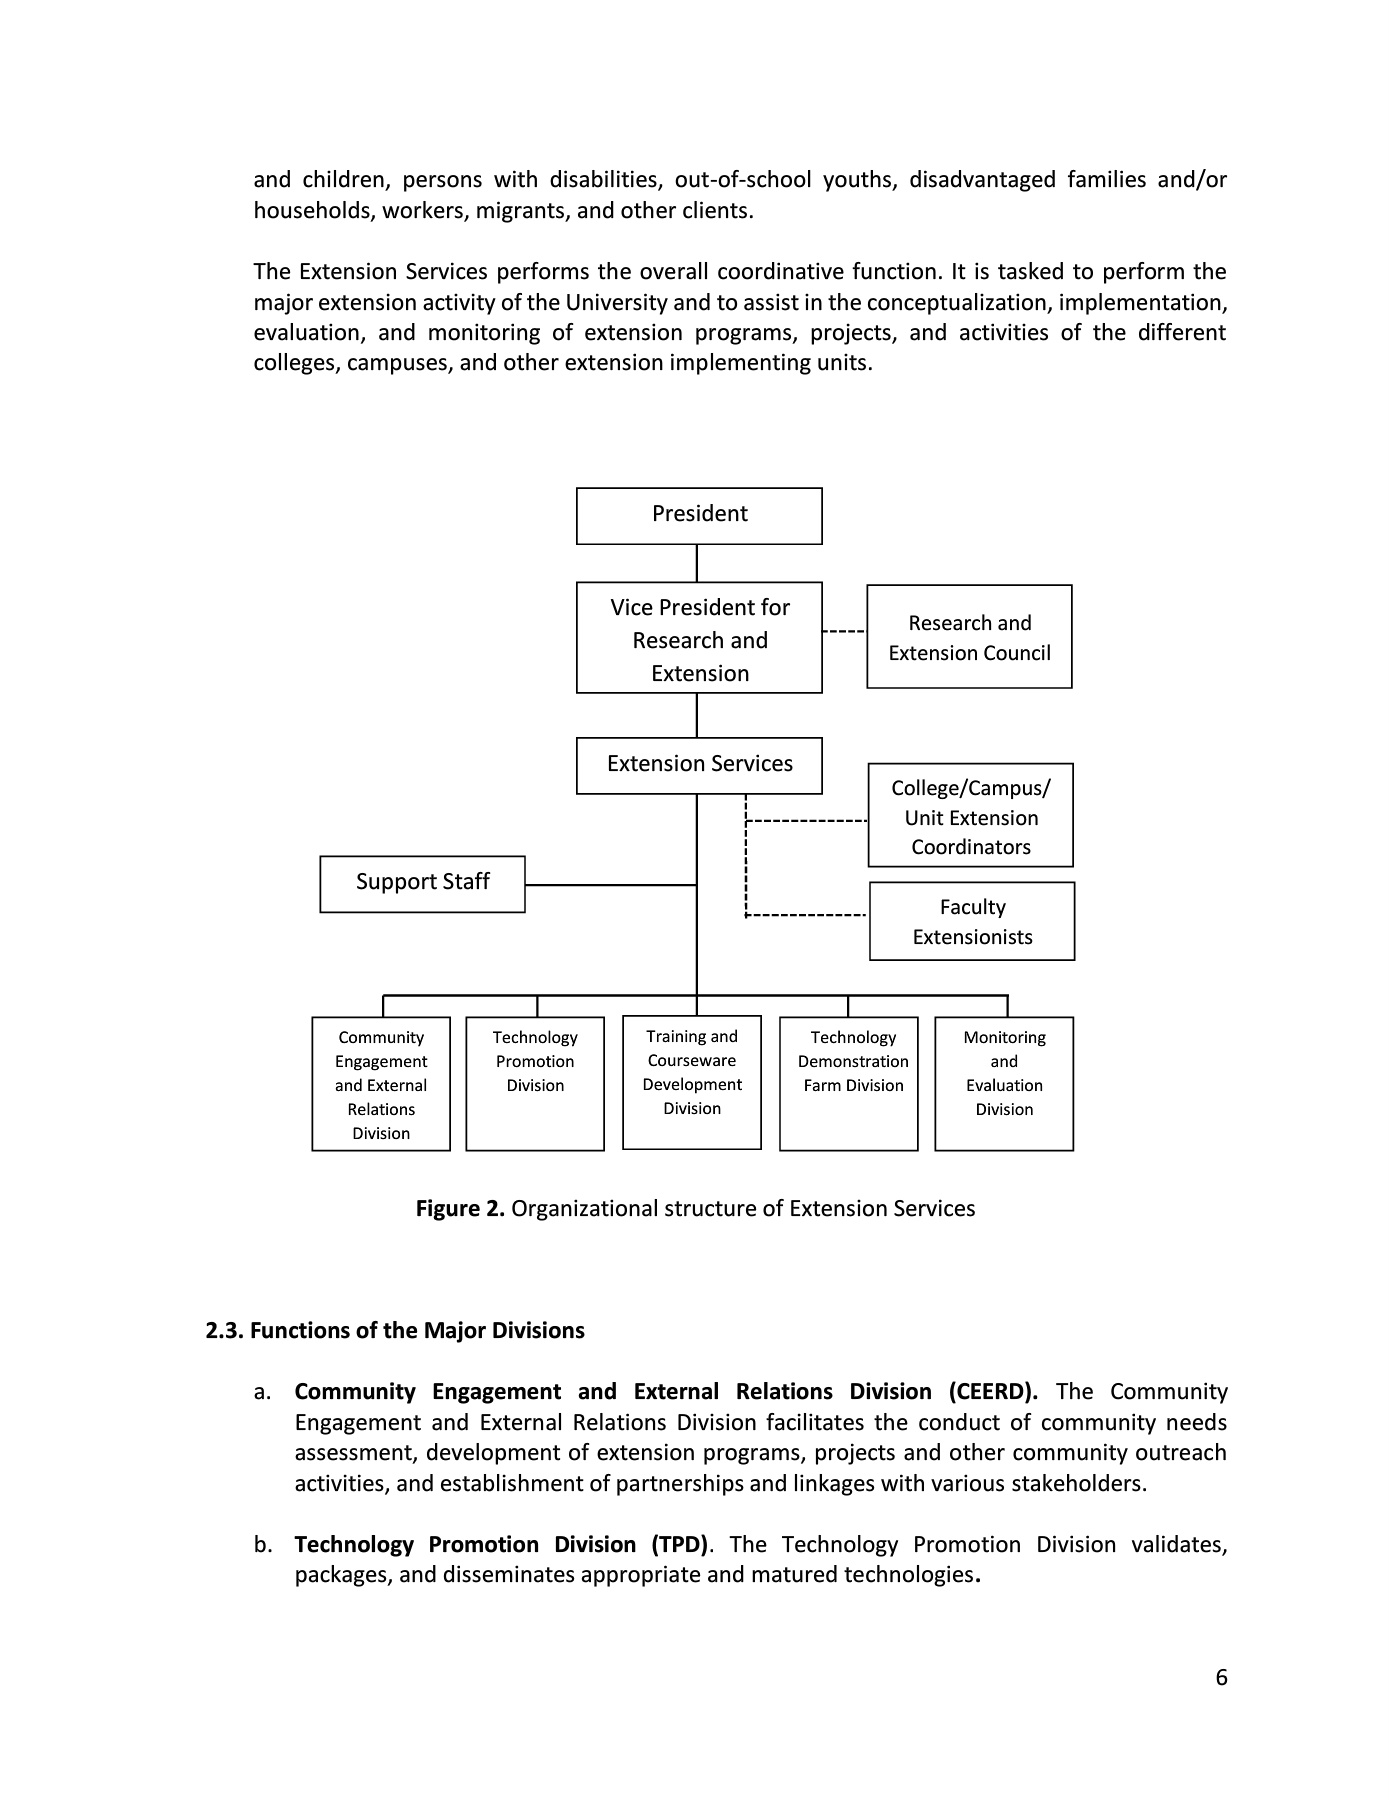 and children, persons with disabilities, out-of-school youths, disadvantaged families and/or
households, workers, migrants, and other clients.
The Extension Services performs the overall coordinative function. It is tasked to perform the
major extension activity of the University and to assist in the conceptualization, implementation,
evaluation, and monitoring of extension programs, projects, and activities of the different
colleges, campuses, and other extension implementing units.
President
Vice President for
Research and
Extension
Research and
Extension Council
Extension Services
College/Campus/
Unit Extension
Coordinators
Support Staff
Faculty
Extensionists
Community
Engagement
and External
Relations
Division
Technology
Promotion
Division
Training and
Courseware
Development
Division
Technology
Demonstration
Farm Division
Monitoring
and
Evaluation
Division
Figure 2. Organizational structure of Extension Services
2.3. Functions of the Major Divisions
a. Community Engagement and External Relations Division (CEERD). The Community
Engagement and External Relations Division facilitates the conduct of community needs
assessment, development of extension programs, projects and other community outreach
activities, and establishment of partnerships and linkages with various stakeholders.
b. Technology Promotion Division (TPD). The Technology Promotion Division validates,
packages, and disseminates appropriate and matured technologies.
6